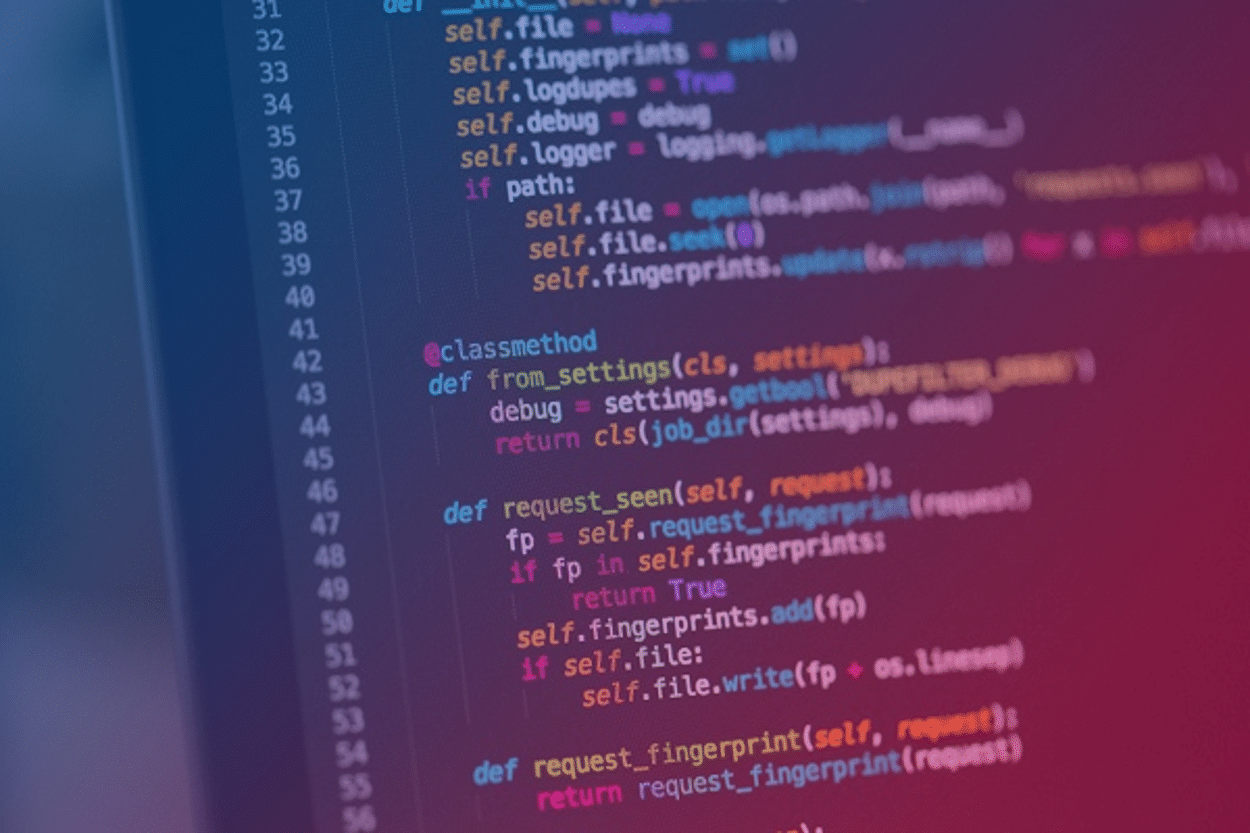 31 def __init__(self,
32 self.file = None
33 self.fingerprints = set()
34 self.logdupes = True
35 self.debug = debug
36 self.logger = logging.getLogger(__name__)
37 if path:
38 self.file = open(os.path.join(path, 'requests.seen'),
39 self.file.seek(0)
40 self.fingerprints.update(x.rstrip() for x in self.file
41
42 @classmethod
43 def from_settings(cls, settings):
44 debug = settings.getbool('DUPEFILTER_DEBUG')
45 return cls(job_dir(settings), debug)
46
47 def request_seen(self, request):
48 fp = self.request_fingerprint(request)
49 if fp in self.fingerprints:
50 return True
51 self.fingerprints.add(fp)
52 if self.file:
53 self.file.write(fp + os.linesep)
54
55 def request_fingerprint(self, request):
56 return request_fingerprint(request)